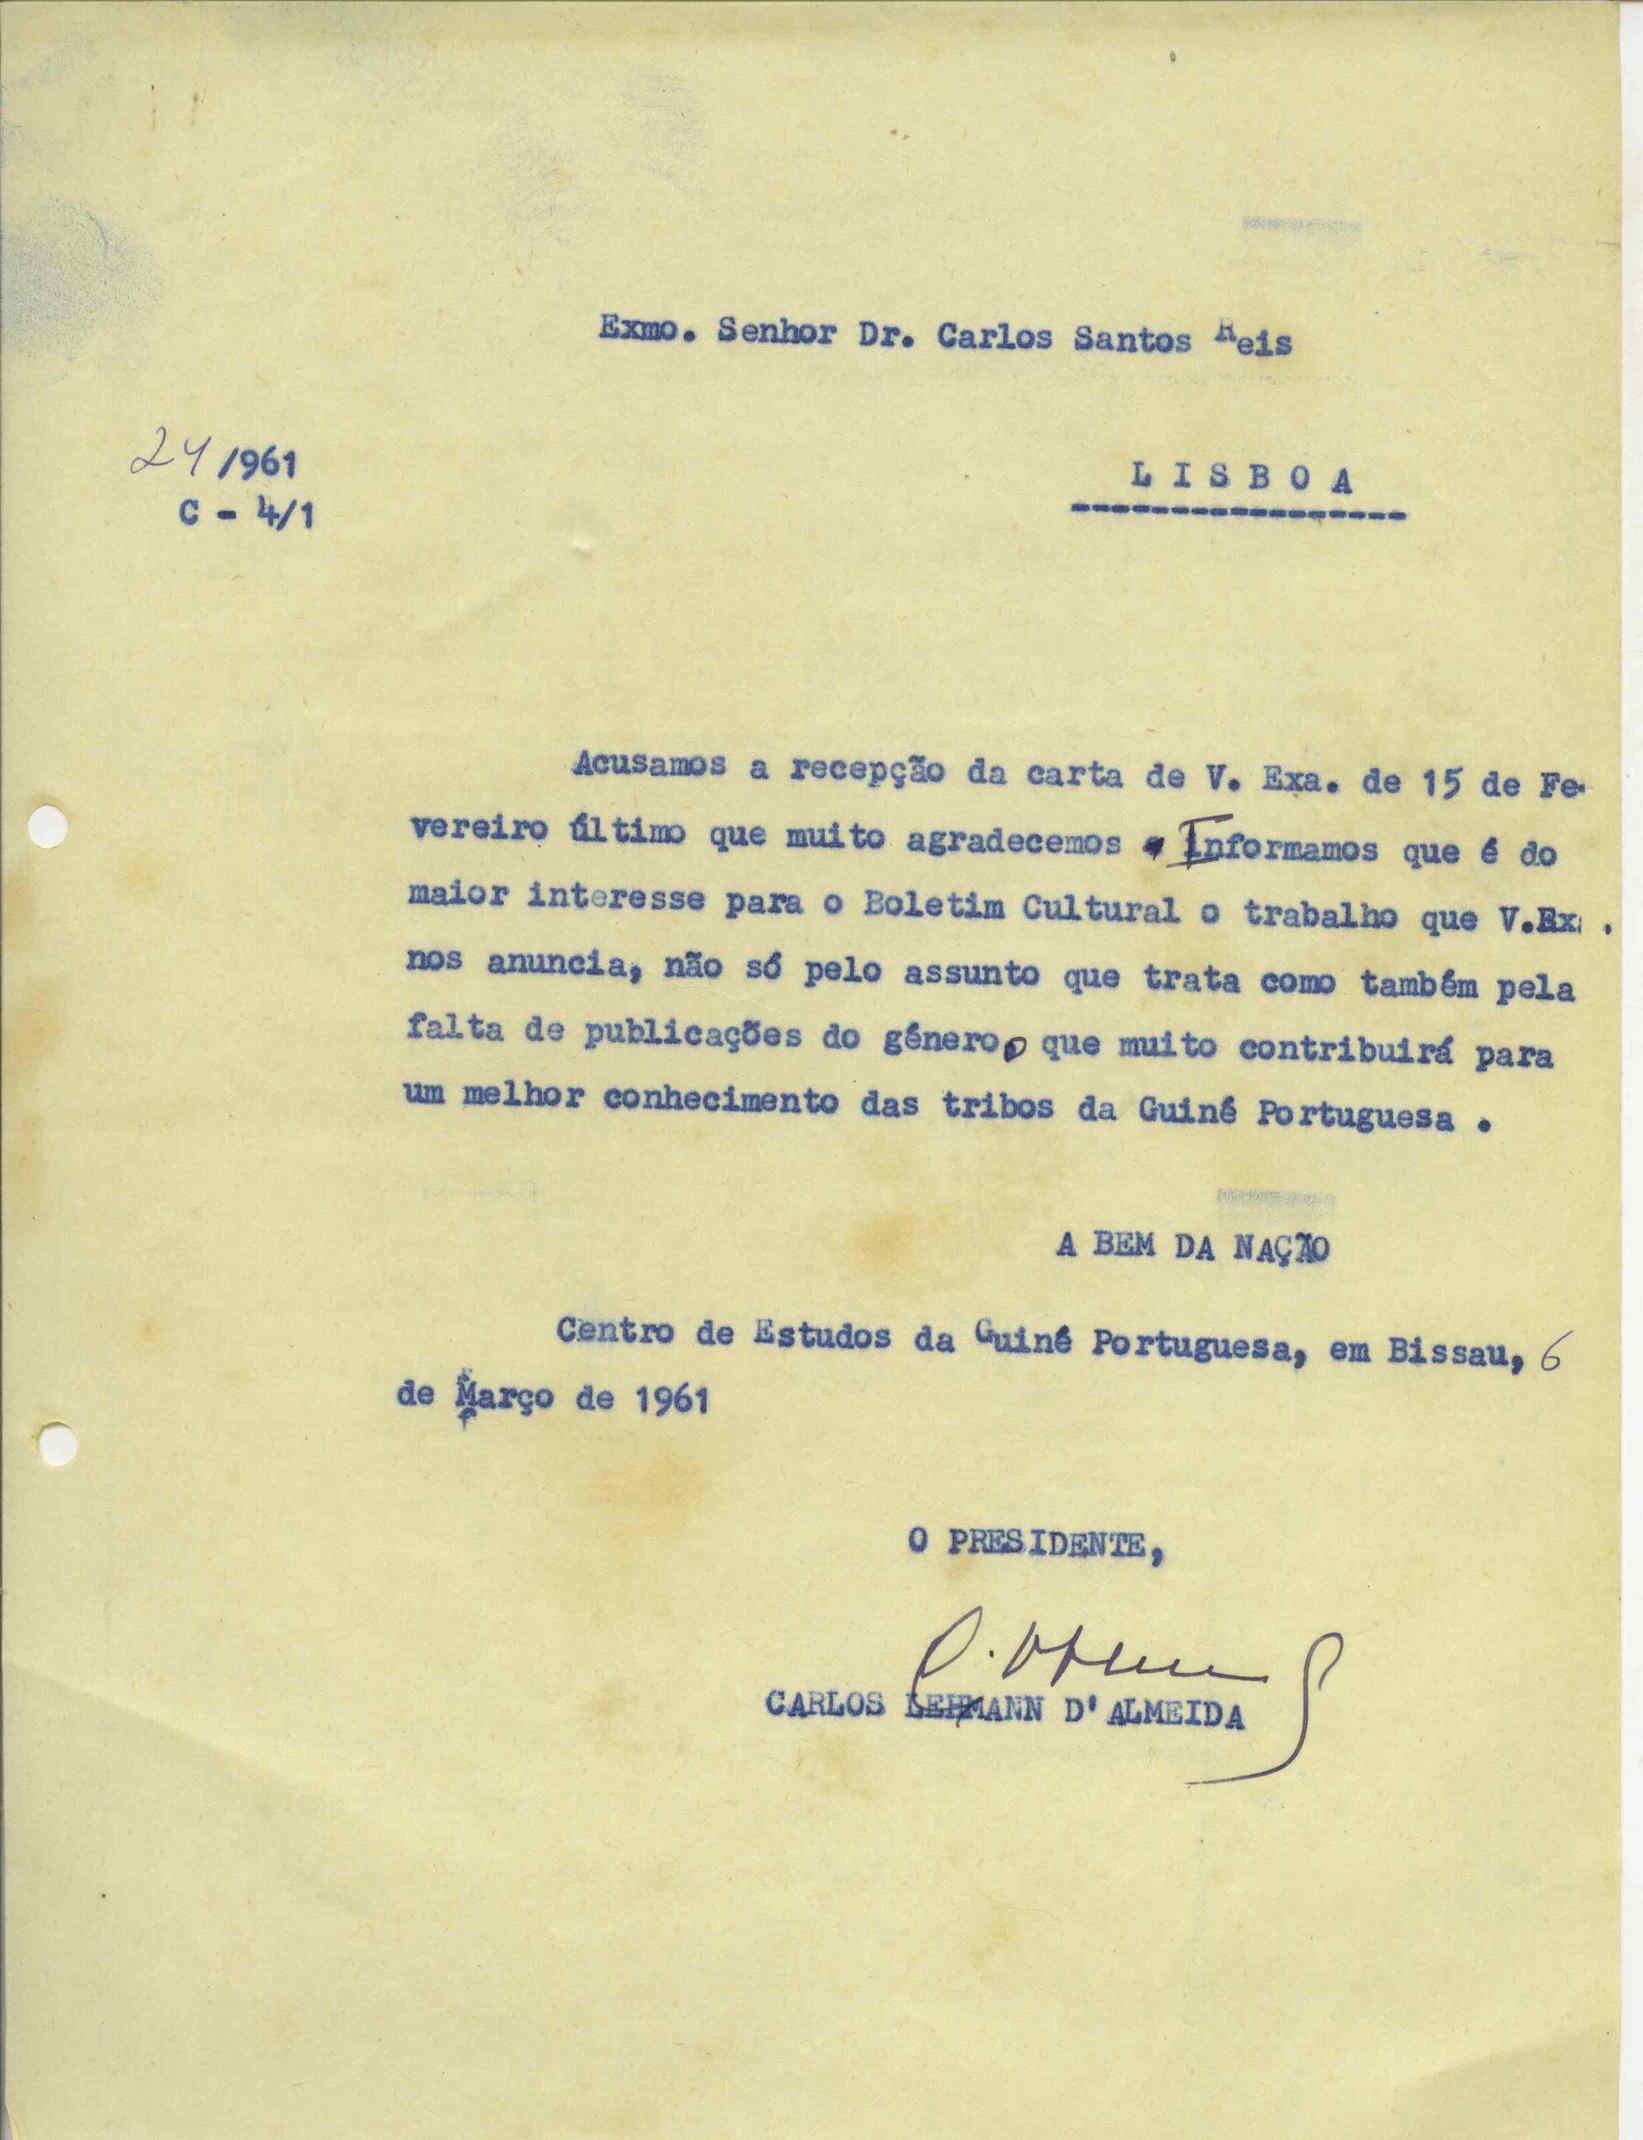 Exmo. Senhor Dr. Carlos Santos Reis
24/961
C - 4/1
L I S B O A
-----------------
Acusamos a recepção da carta de V. Exa. de 15 de Fe-
vereiro último que muito agradecemos . Informamos que é do
maior interesse para o Boletim Cultural o trabalho que V.Exa.
nos anuncia, não só pelo assunto que trata como também pela
falta de publicações do género, que muito contribuirá para
um melhor conhecimento das tribos da Guiné Portuguesa .
A BEM DA NAÇÃO
Centro de Estudos da Guiné Portuguesa, em Bissau, 6
de Março de 1961
O PRESIDENTE,
CARLOS LEHMANN D'ALMEIDA